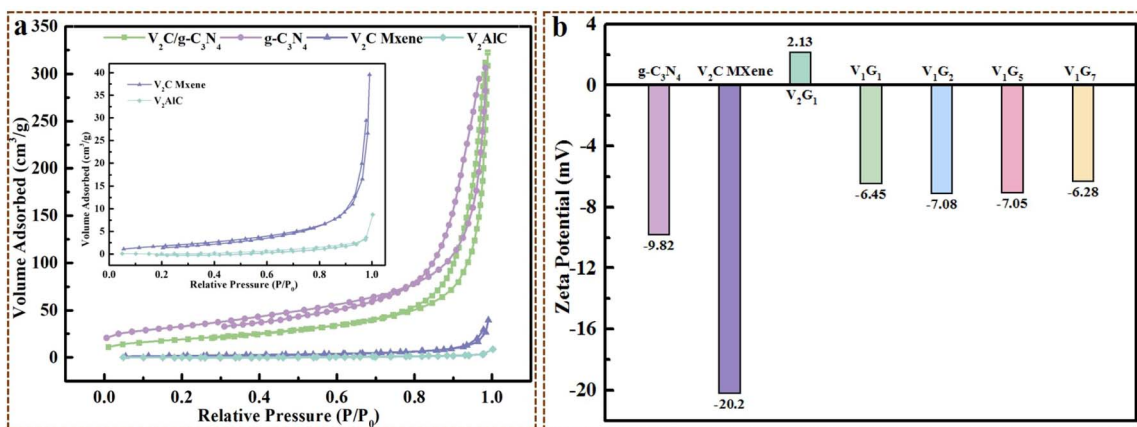 a
V₂C/g-C₃N₄
g-C₃N₄
V₂C Mxene
V₂AlC
Volume Adsorbed (cm³/g)
350
300
250
200
150
100
50
0
0.0 0.2 0.4 0.6 0.8 1.0
Relative Pressure (P/P₀)
V₂C Mxene
V₂AlC
Volume Adsorbed (cm³/g)
40
35
30
25
20
15
10
5
0
0.0 0.2 0.4 0.6 0.8 1.0
Relative Pressure (P/P₀)
b
Zeta Potential (mV)
4
0
-4
-8
-12
-16
-20
g-C₃N₄
-9.82
V₂C MXene
-20.2
2.13
V₂G₁
V₁G₁
-6.45
V₁G₂
-7.08
V₁G₅
-7.05
V₁G₇
-6.28